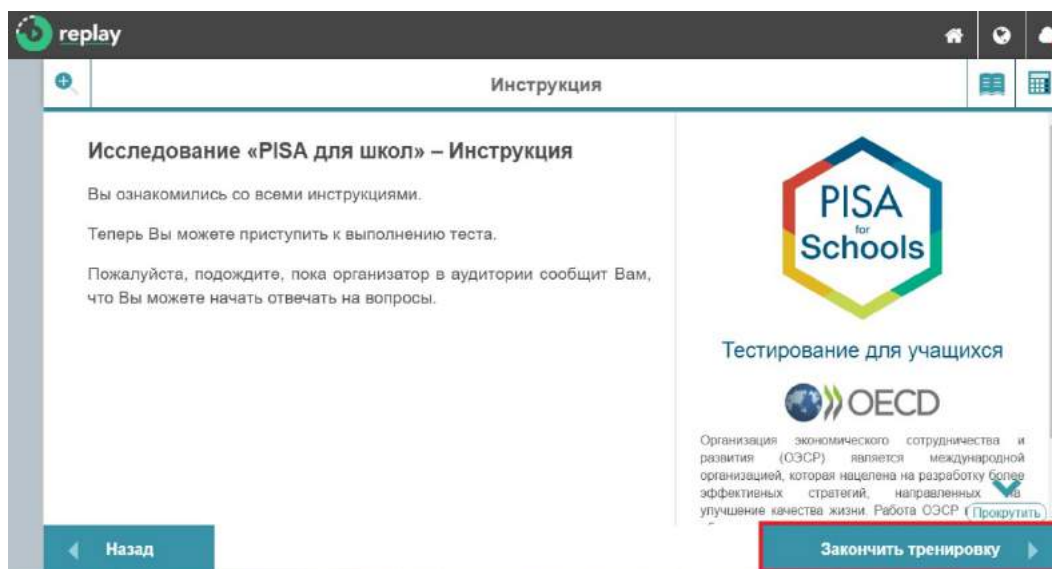 replay
Инструкция
Исследование «PISA для школ» – Инструкция
Вы ознакомились со всеми инструкциями.
Теперь Вы можете приступить к выполнению теста.
Пожалуйста, подождите, пока организатор в аудитории сообщит Вам,
что Вы можете начать отвечать на вопросы.
PISA
for
Schools
Тестирование для учащихся
OECD
Организация экономического сотрудничества и
развития (ОЭСР) является международной
организацией, которая нацелена на разработку более
эффективных стратегий, направленных на
улучшение качества жизни. Работа ОЭСР
Прокрутить
Назад
Закончить тренировку